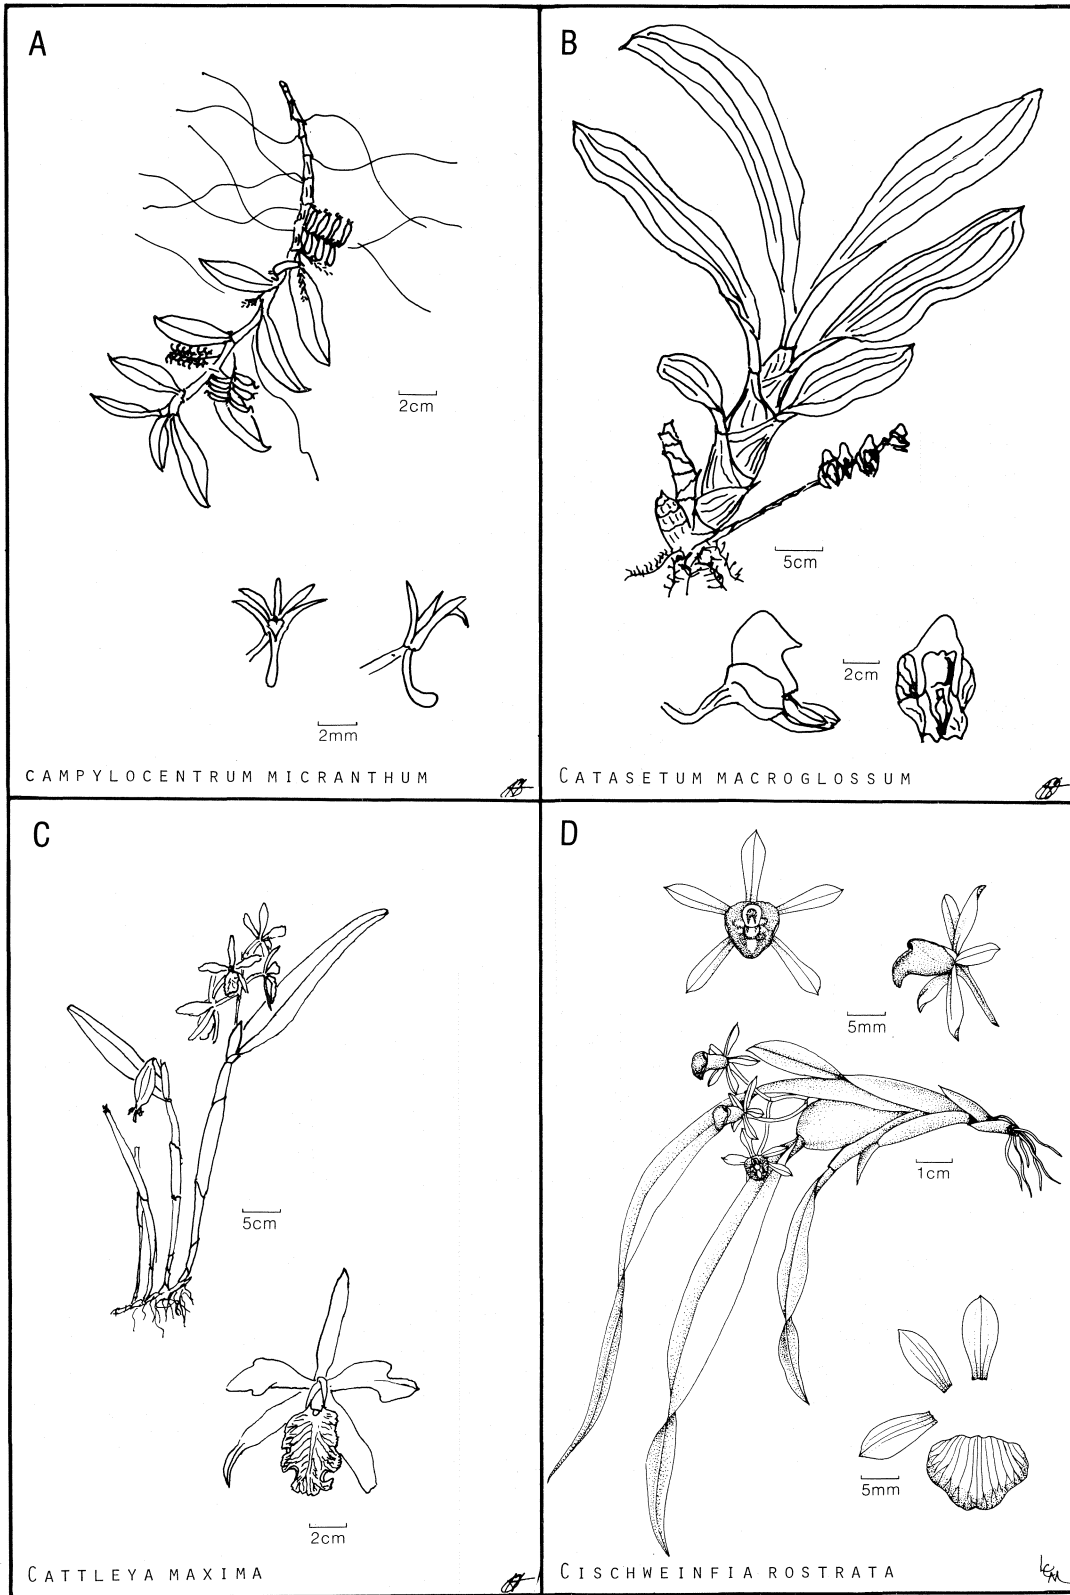 A
2cm
2mm
CAMPYLOCENTRUM MICRANTHUM
B
5cm
2cm
CATASETUM MACROGLOSSUM
C
5cm
2cm
CATTLEYA MAXIMA
D
5mm
1cm
5mm
CISCHWEINFIA ROSTRATA